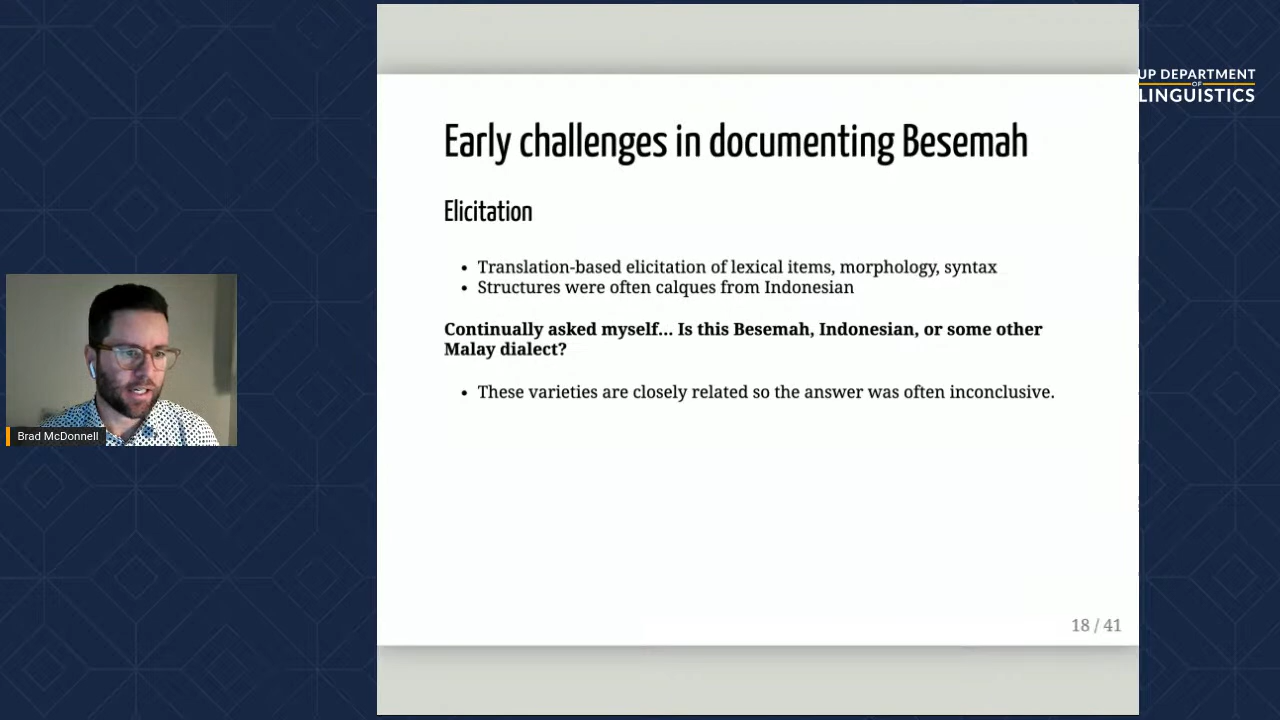 UP DEPARTMENT
OF
LINGUISTICS
Early challenges in documenting Besemah
Elicitation
• Translation-based elicitation of lexical items, morphology, syntax
• Structures were often calques from Indonesian
Continually asked myself... Is this Besemah, Indonesian, or some other
Malay dialect?
• These varieties are closely related so the answer was often inconclusive.
18 / 41
Brad McDonnell